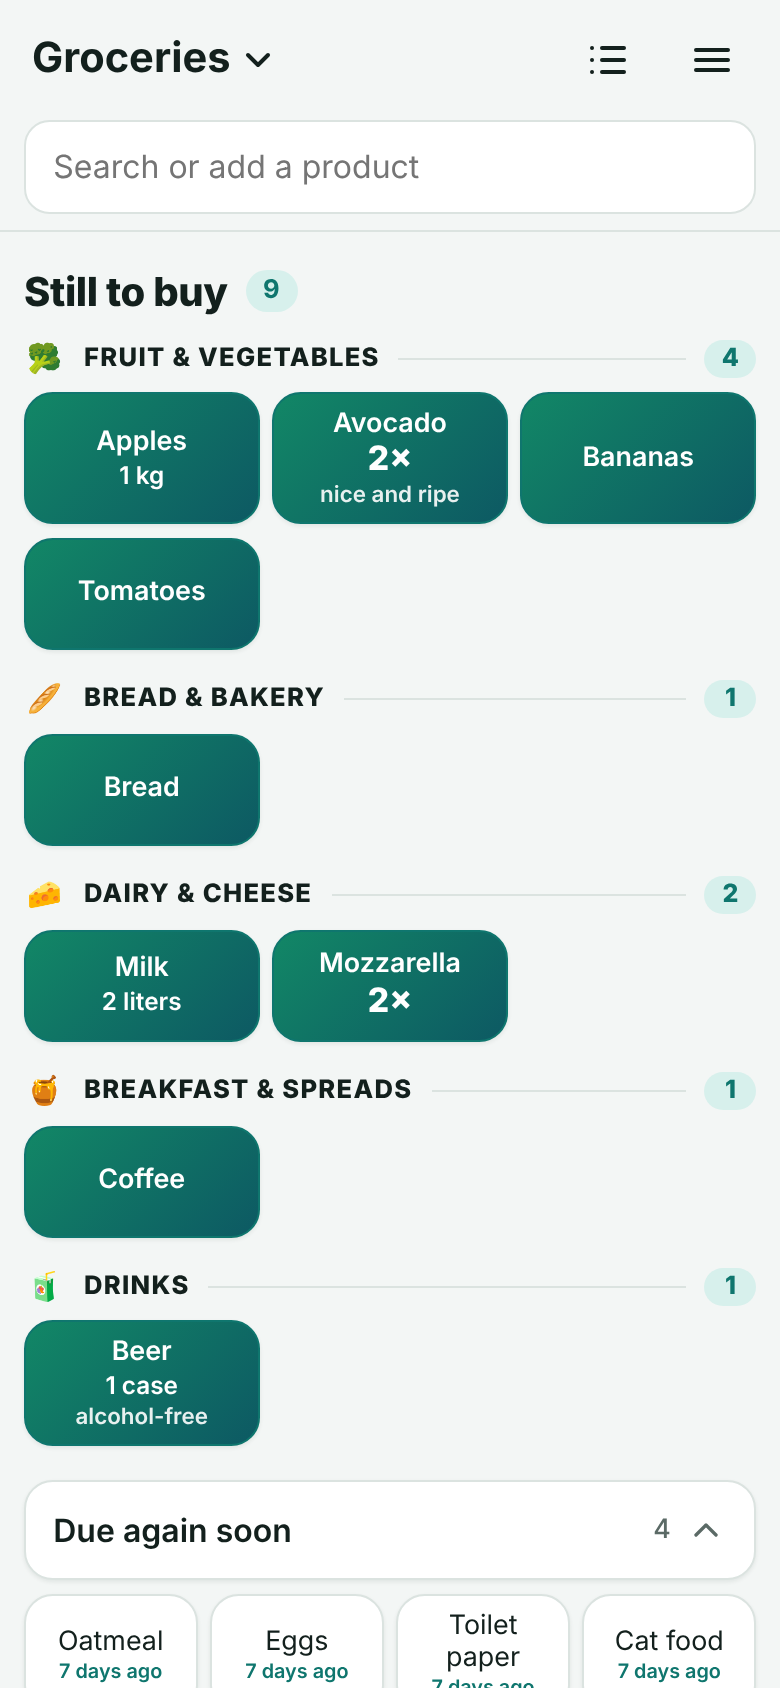 Groceries
Search or add a product
Still to buy 9
FRUIT & VEGETABLES 4
Apples
1 kg
Avocado
2×
nice and ripe
Bananas
Tomatoes
BREAD & BAKERY 1
Bread
DAIRY & CHEESE 2
Milk
2 liters
Mozzarella
2×
BREAKFAST & SPREADS 1
Coffee
DRINKS 1
Beer
1 case
alcohol-free
Due again soon 4
Oatmeal
7 days ago
Eggs
7 days ago
Toilet
paper
7 days ago
Cat food
7 days ago